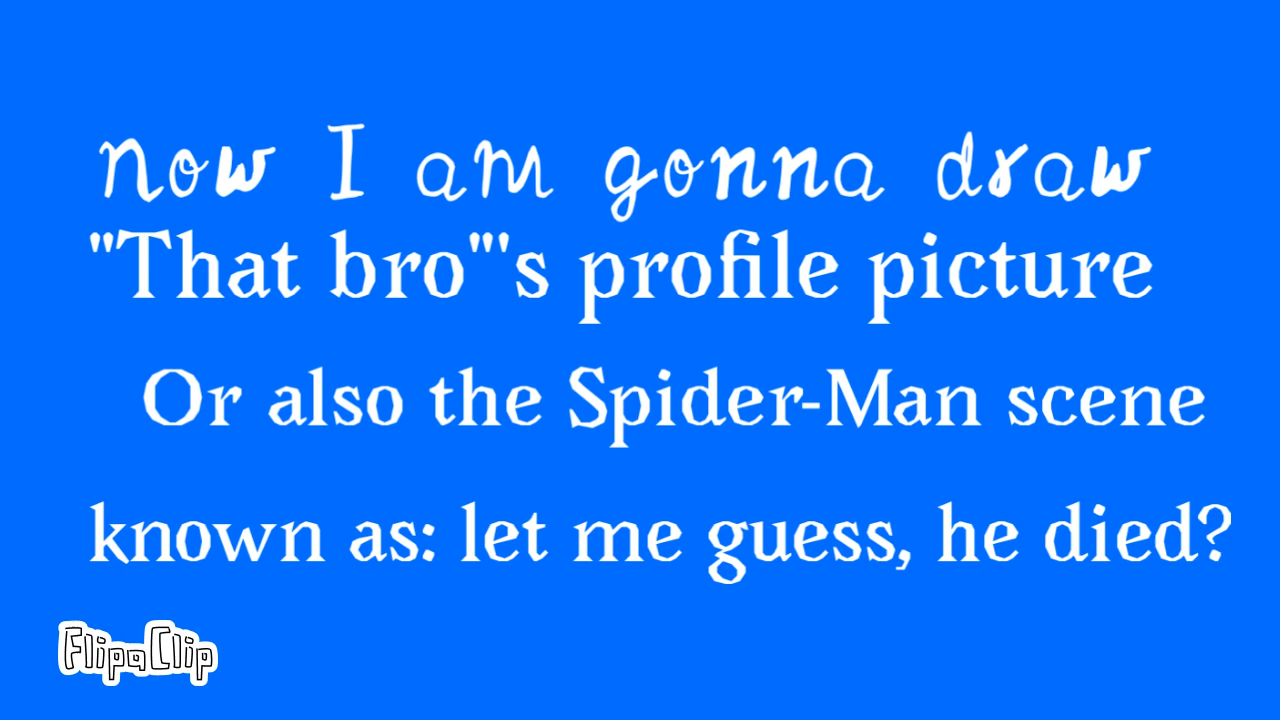 now I am gonna draw
"That bro"'s profile picture
Or also the Spider-Man scene
known as: let me guess, he died?
FlipaClip